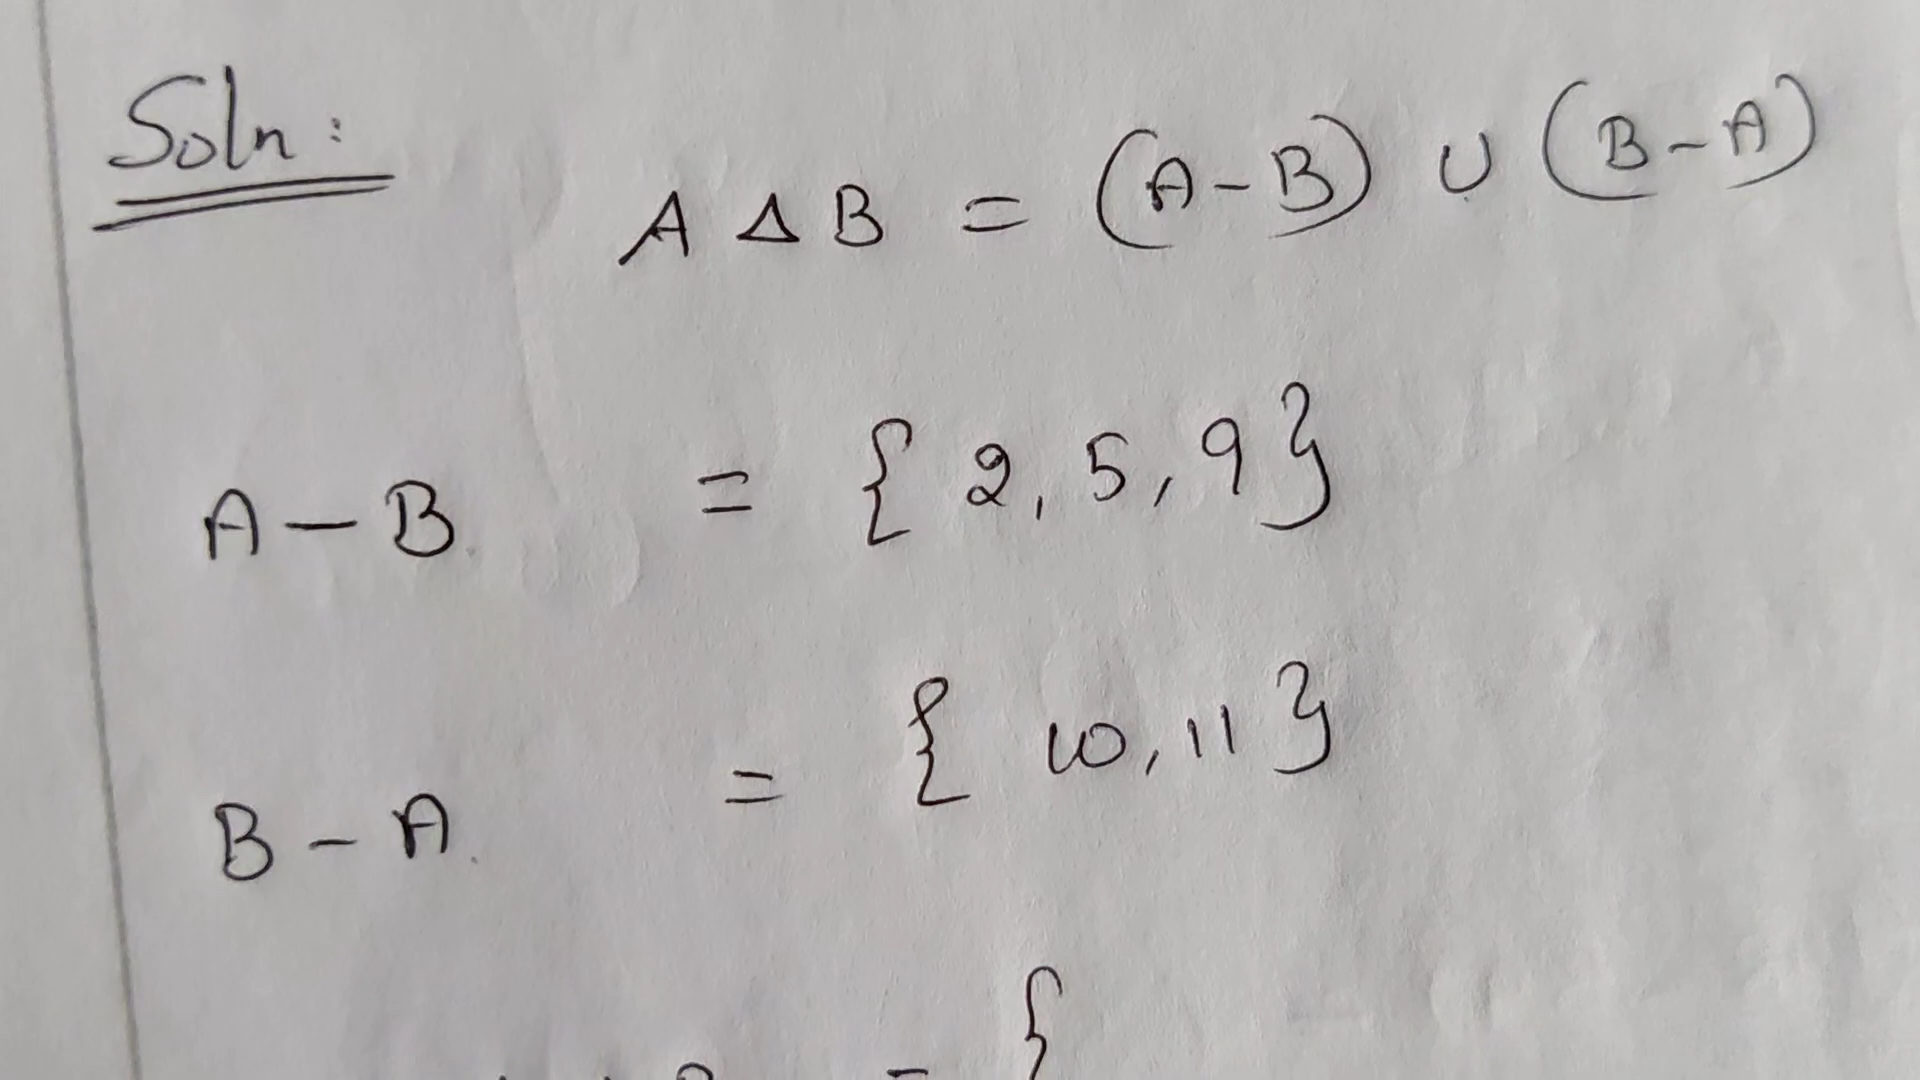 Soln:
A Δ B = (A-B) ∪ (B-A)
A-B = {2, 5, 9}
B-A = {10, 11}
= {